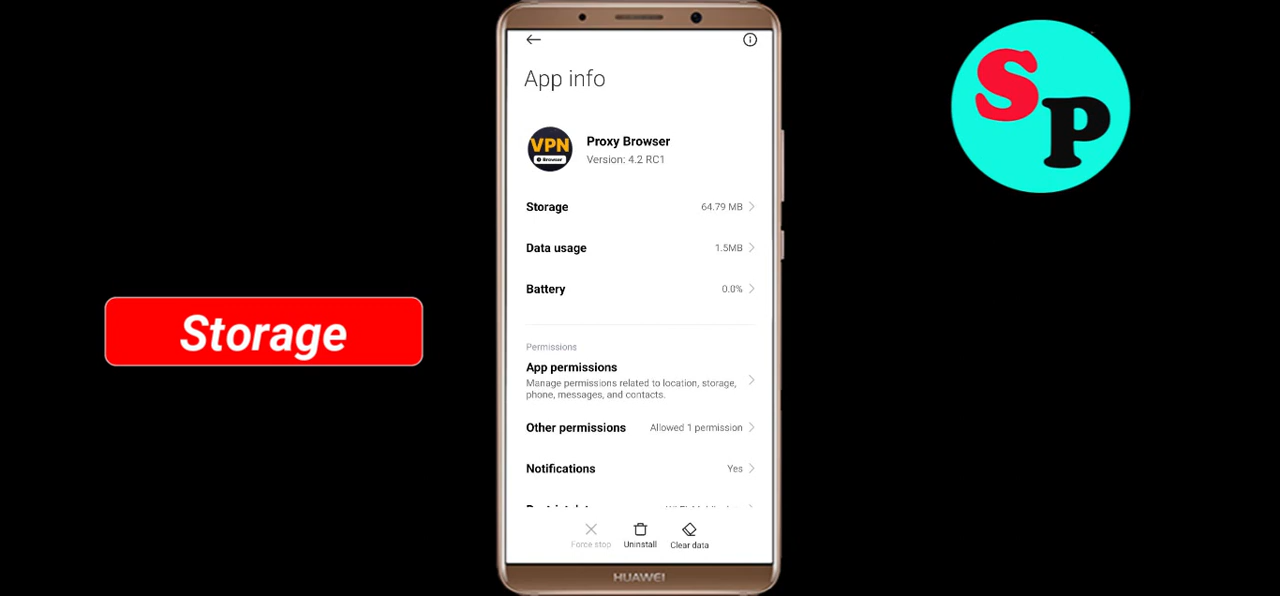 App info
VPN
Browser
Proxy Browser
Version: 4.2 RC1
Storage 64.79 MB
Data usage 1.5MB
Battery 0.0%
Permissions
App permissions
Manage permissions related to location, storage,
phone, messages, and contacts.
Other permissions Allowed 1 permission
Notifications Yes
Force stop Uninstall Clear data
HUAWEI
Storage
SP